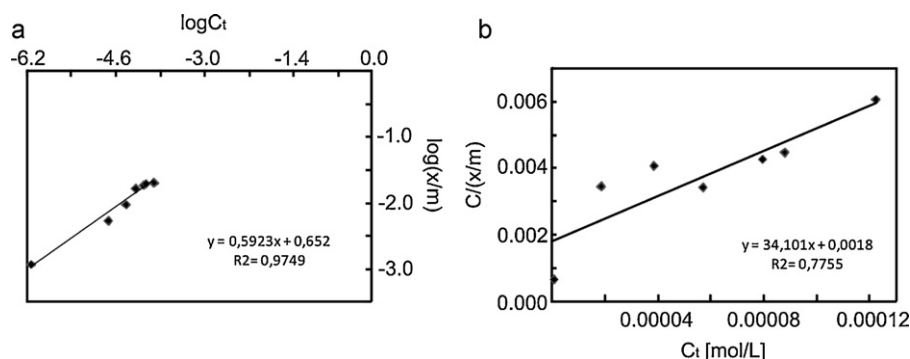 a
logCt
-6.2 -4.6 -3.0 -1.4 0.0
-1.0
-2.0
-3.0
log(x/m)
y = 0,5923x + 0,652
R2= 0,9749
b
C/(x/m)
0.006
0.004
0.002
0.000
y = 34,101x + 0,0018
R2= 0,7755
0.00004 0.00008 0.00012
Ct [mol/L]